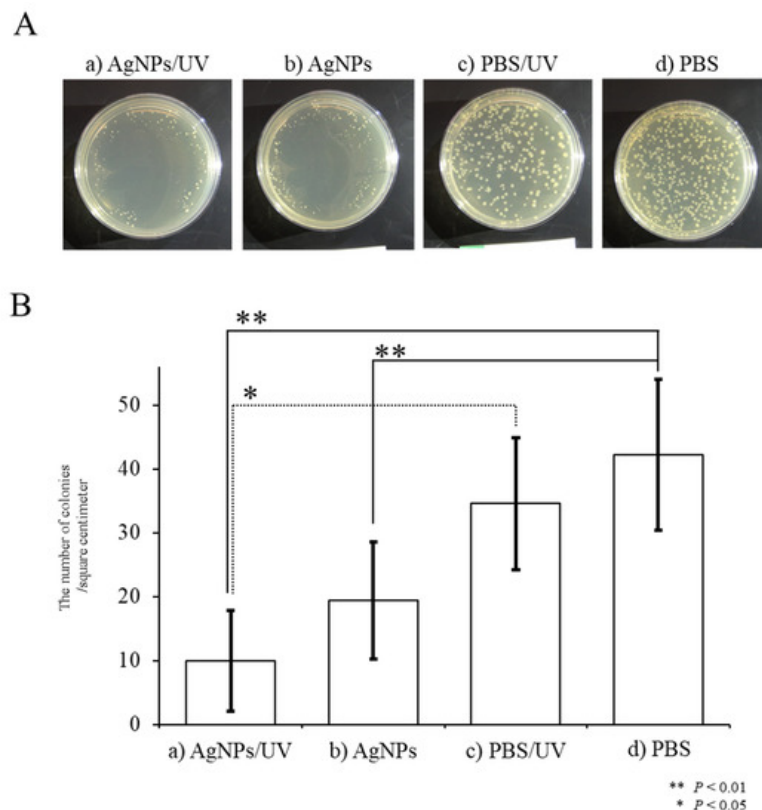 A
a) AgNPs/UV
b) AgNPs
c) PBS/UV
d) PBS
B
**
**
*
The number of colonies
/square centimeter
50
40
30
20
10
0
a) AgNPs/UV
b) AgNPs
c) PBS/UV
d) PBS
** P < 0.01
* P < 0.05